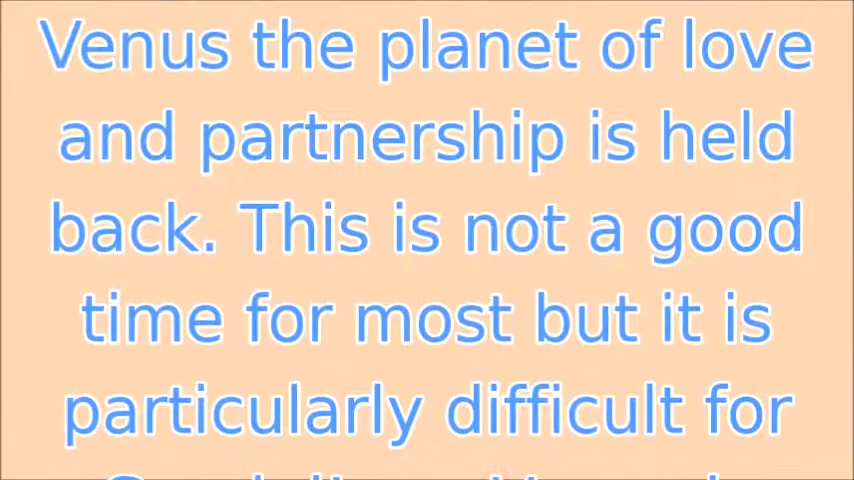 Venus the planet of love
and partnership is held
back. This is not a good
time for most but it is
particularly difficult for